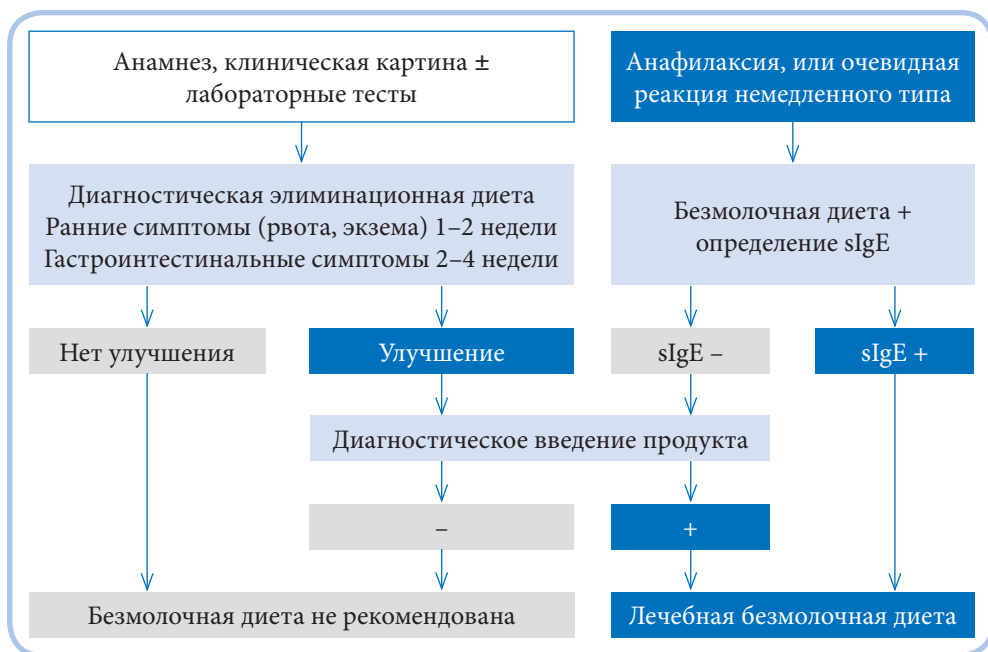 Анамнез, клиническая картина ±
лабораторные тесты
Анафилаксия, или очевидная
реакция немедленного типа
Диагностическая элиминационная диета
Ранние симптомы (рвота, экзема) 1–2 недели
Гастроинтестинальные симптомы 2–4 недели
Безмолочная диета +
определение sIgE
Нет улучшения
Улучшение
sIgE –
sIgE +
Диагностическое введение продукта
–
+
Безмолочная диета не рекомендована
Лечебная безмолочная диета